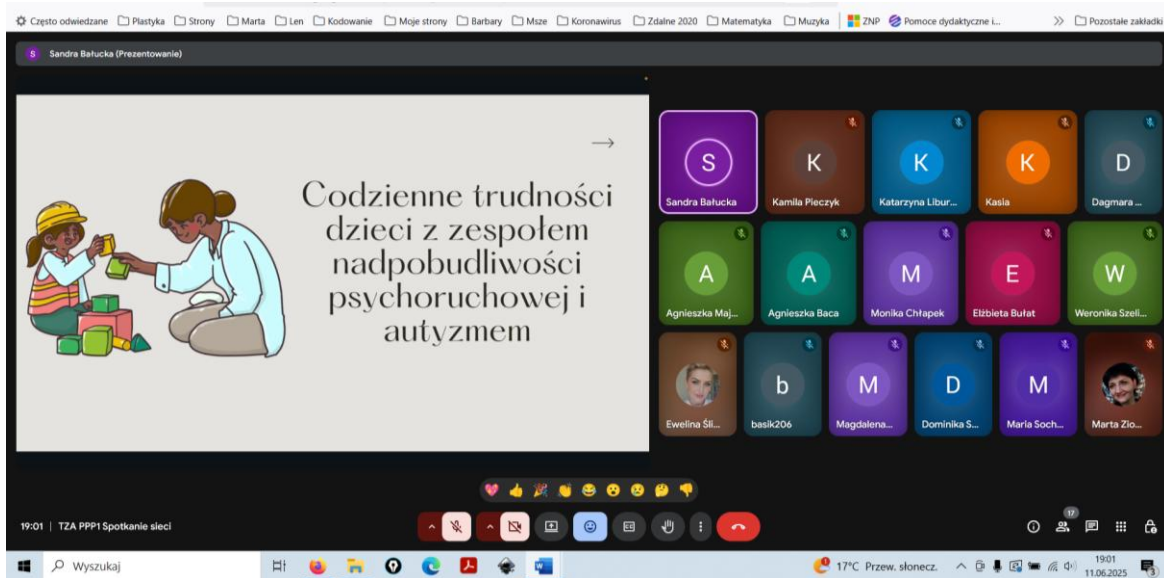 Często odwiedzane Plastyka Strony Marta Len Kodowanie Moje strony Barbary Msze Koronawirus Zdalne 2020 Matematyka Muzyka ZNP Pomoce dydaktyczne i... Pozostałe zakładki
S Sandra Bałucka (Prezentowanie)
Codzienne trudności
dzieci z zespołem
nadpobudliwości
psychoruchowej i
autyzmem
S K K K D
Sandra Bałucka Kamila Pieczyk Katarzyna Libur... Kasia Dagmara ...
A A M E W
Agnieszka Maj... Agnieszka Baca Monika Chłapek Elżbieta Bułat Weronika Szeli...
b M D M
Ewelina Śli... basik206 Magdalena... Dominika S... Maria Soch... Marta Zio...
19:01 | TZA PPP1 Spotkanie sieci
17
Wyszukaj
17°C Przew. słonecz.
19:01
11.06.2025
3